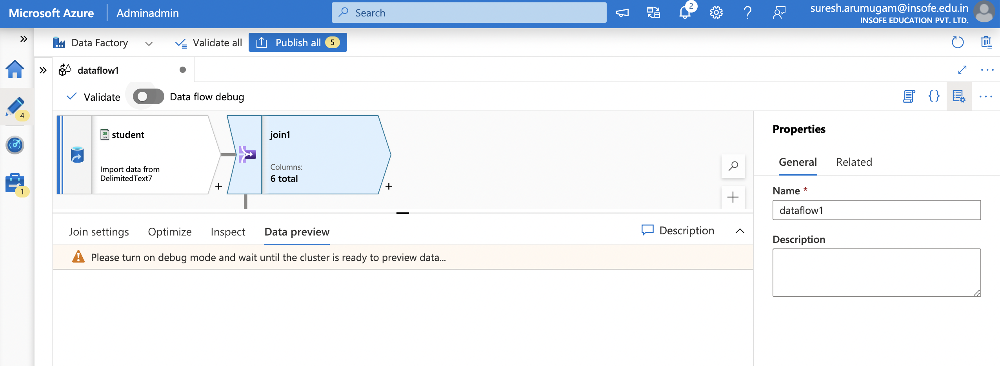 Microsoft Azure
Adminadmin
Search
2
suresh.arumugam@insofe.edu.in
INSOFE EDUCATION PVT. LTD.
Data Factory
Validate all
Publish all 5
dataflow1
Validate
Data flow debug
4
1
student
CSV
Import data from
DelimitedText7
+
join1
Columns:
6 total
+
Join settings
Optimize
Inspect
Data preview
Description
Please turn on debug mode and wait until the cluster is ready to preview data...
Properties
General
Related
Name *
dataflow1
Description